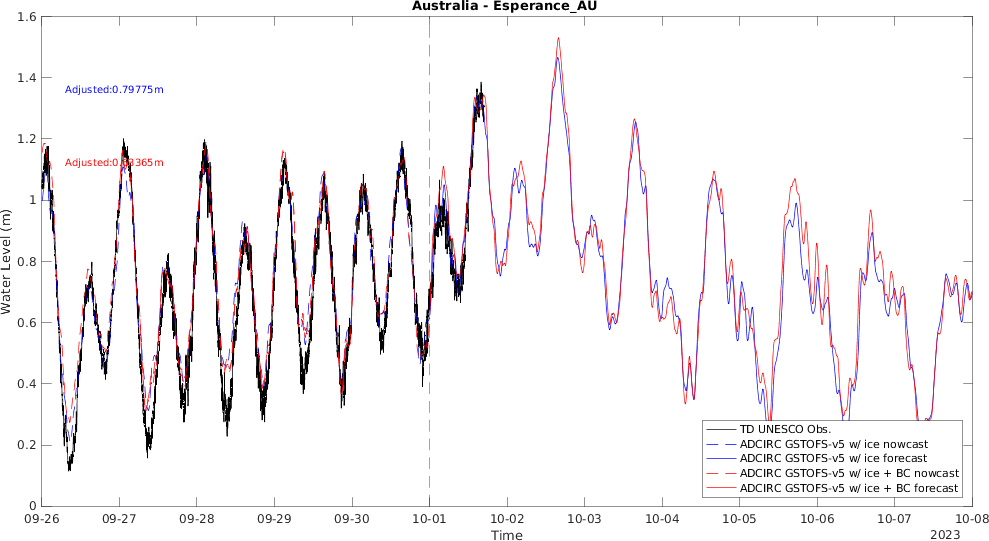 Australia - Esperance_AU
1.6
1.4
1.2
1
0.8
0.6
0.4
0.2
0
Water Level (m)
Adjusted:0.79775m
09-26
09-27
09-28
09-29
09-30
10-01
10-02
10-03
10-04
10-05
10-06
10-07
10-08
Time
2023
TD UNESCO Obs.
ADCIRC GSTOFS-v5 w/ ice nowcast
ADCIRC GSTOFS-v5 w/ ice forecast
ADCIRC GSTOFS-v5 w/ ice + BC nowcast
ADCIRC GSTOFS-v5 w/ ice + BC forecast